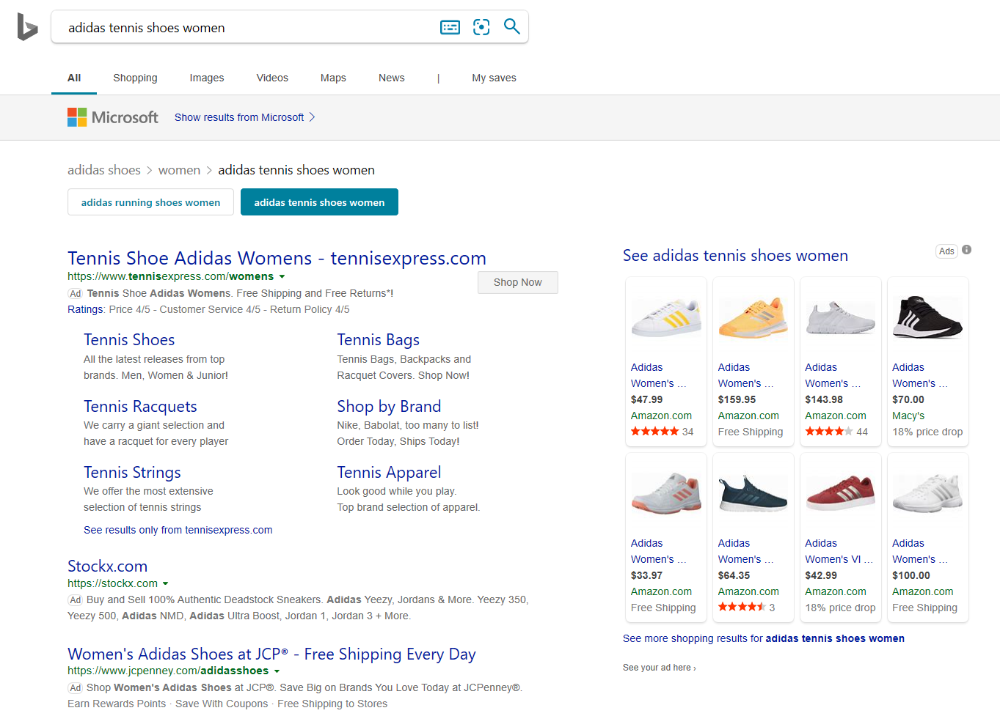 adidas tennis shoes women
All Shopping Images Videos Maps News | My saves
Microsoft Show results from Microsoft
adidas shoes > women > adidas tennis shoes women
adidas running shoes women adidas tennis shoes women
Tennis Shoe Adidas Womens - tennisexpress.com
https://www.tennisexpress.com/womens
Shop Now
Ad Tennis Shoe Adidas Womens. Free Shipping and Free Returns*!
Ratings: Price 4/5 - Customer Service 4/5 - Return Policy 4/5
Tennis Shoes
All the latest releases from top
brands. Men, Women & Junior!
Tennis Bags
Tennis Bags, Backpacks and
Racquet Covers. Shop Now!
Tennis Racquets
We carry a giant selection and
have a racquet for every player
Shop by Brand
Nike, Babolat, too many to list!
Order Today, Ships Today!
Tennis Strings
We offer the most extensive
selection of tennis strings
Tennis Apparel
Look good while you play.
Top brand selection of apparel.
See results only from tennisexpress.com
Stockx.com
https://stockx.com
Ad Buy and Sell 100% Authentic Deadstock Sneakers. Adidas Yeezy, Jordans & More. Yeezy 350,
Yeezy 500, Adidas NMD, Adidas Ultra Boost, Jordan 1, Jordan 3 + More.
Women's Adidas Shoes at JCP® - Free Shipping Every Day
https://www.jcpenney.com/adidasshoes
Ad Shop Women's Adidas Shoes at JCP®. Save Big on Brands You Love Today at JCPenney®.
Earn Rewards Points · Save With Coupons · Free Shipping to Stores
See adidas tennis shoes women
Ads
Adidas
Women's ...
$47.99
Amazon.com
34
Adidas
Women's ...
$159.95
Amazon.com
Free Shipping
Adidas
Women's ...
$143.98
Amazon.com
44
Adidas
Women's ...
$70.00
Macy's
18% price drop
Adidas
Women's ...
$33.97
Amazon.com
Free Shipping
Adidas
Women's ...
$64.35
Amazon.com
3
Adidas
Women's VI ...
$42.99
Amazon.com
18% price drop
Adidas
Women's ...
$100.00
Amazon.com
Free Shipping
See more shopping results for adidas tennis shoes women
See your ad here ›